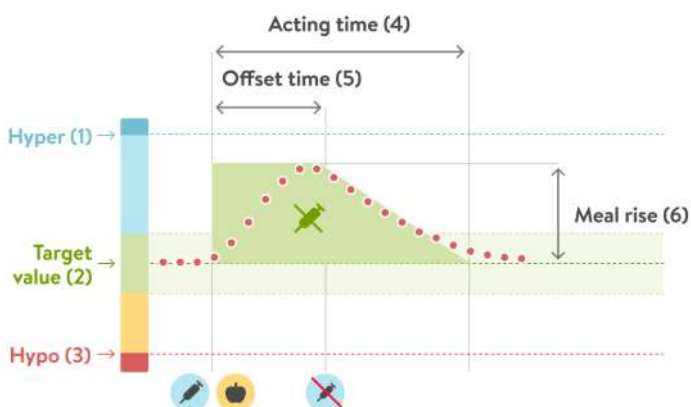 Acting time (4)
Offset time (5)
Hyper (1)
Meal rise (6)
Target
value (2)
Hypo (3)